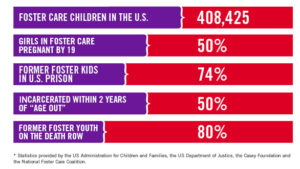 FOSTER CARE CHILDREN IN THE U.S.
408,425
GIRLS IN FOSTER CARE
PREGNANT BY 19
50%
FORMER FOSTER KIDS
IN U.S. PRISON
74%
INCARCERATED WITHIN 2 YEARS
OF "AGE OUT"
50%
FORMER FOSTER YOUTH
ON THE DEATH ROW
80%
* Statistics provided by the US Administration for Children and Families, the US Department of Justice, the Casey Foundation and
the National Foster Care Coalition.